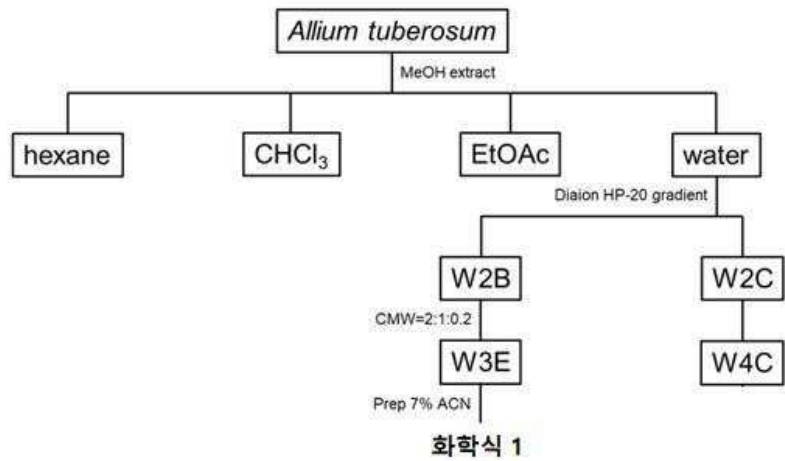 Allium tuberosum
MeOH extract
hexane
CHCl₃
EtOAc
water
Diaion HP-20 gradient
W2B
W2C
CMW=2:1:0.2
W3E
W4C
Prep 7% ACN
화학식 1